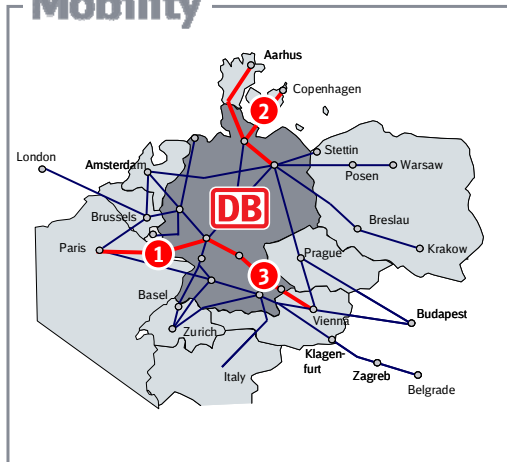 Mobility
Aarhus
2
Copenhagen
London
Amsterdam
Stettin
Posen
Warsaw
DB
Brussels
Breslau
Paris
1
Krakow
Prague
3
Basel
Vienna
Budapest
Zurich
Klagen-
furt
Italy
Zagreb
Belgrade